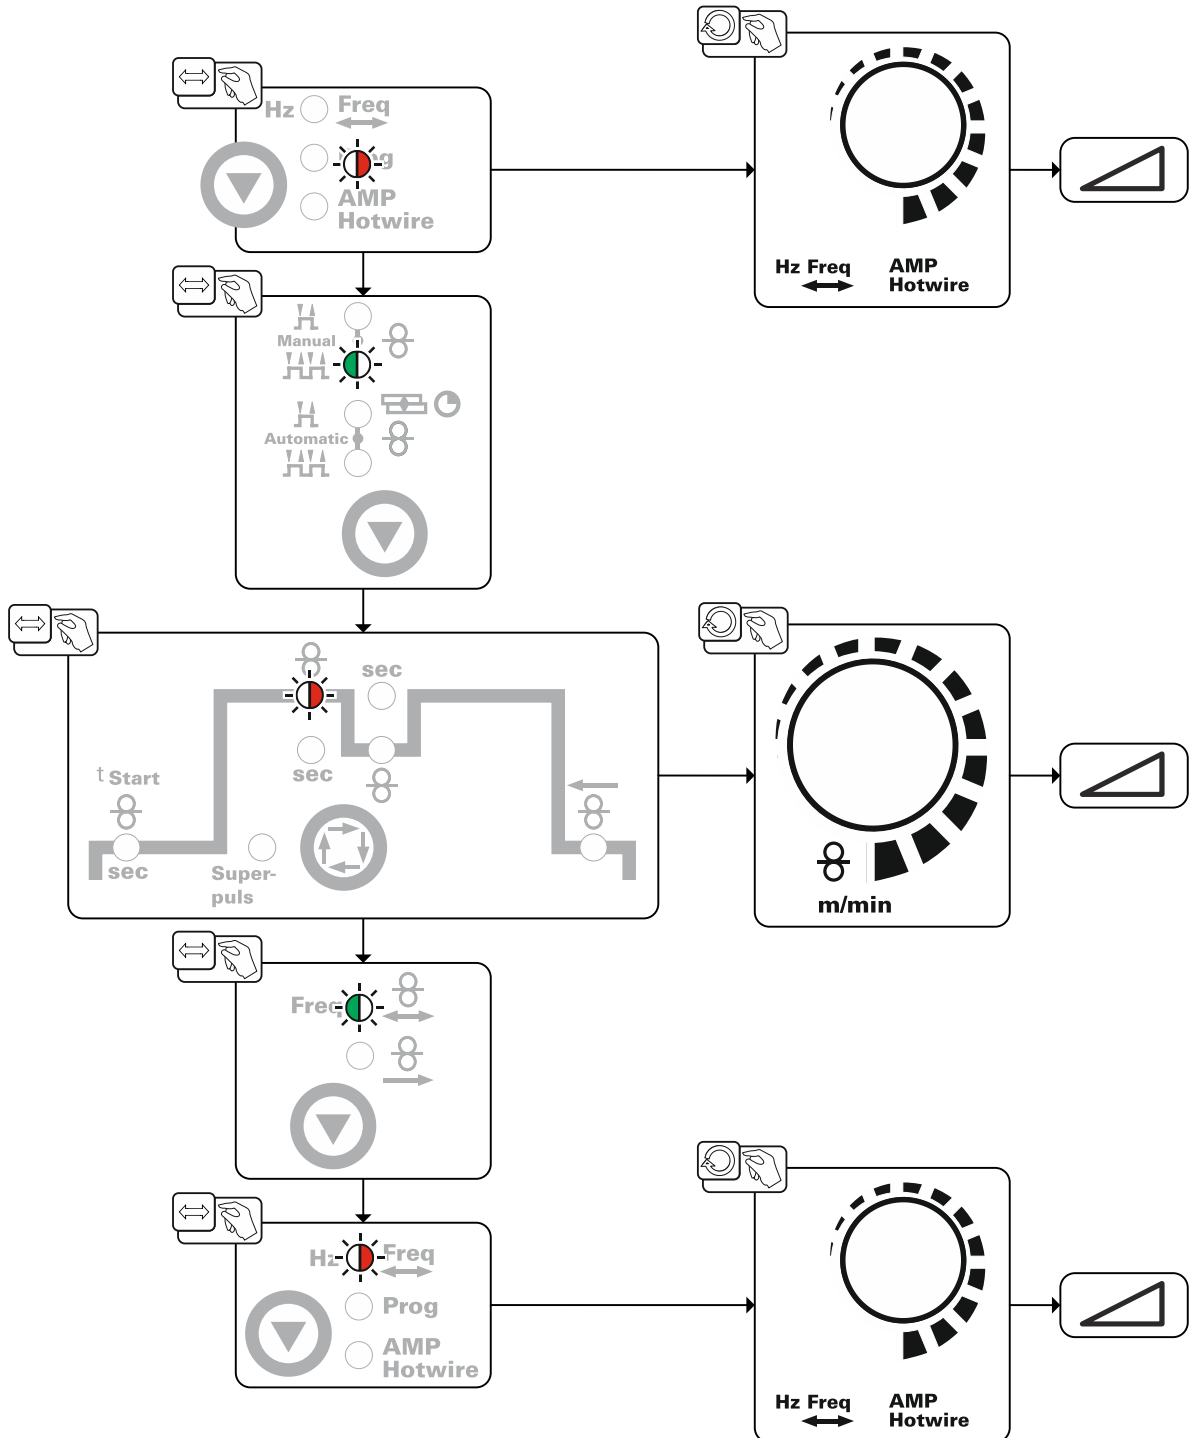 Hz Freq
AMP
Hotwire
Hz Freq AMP
Hotwire
Manual
Automatic
sec
sec
t Start
sec
Super-
puls
m/min
Freq
Hz Freq
Prog
AMP
Hotwire
Hz Freq AMP
Hotwire